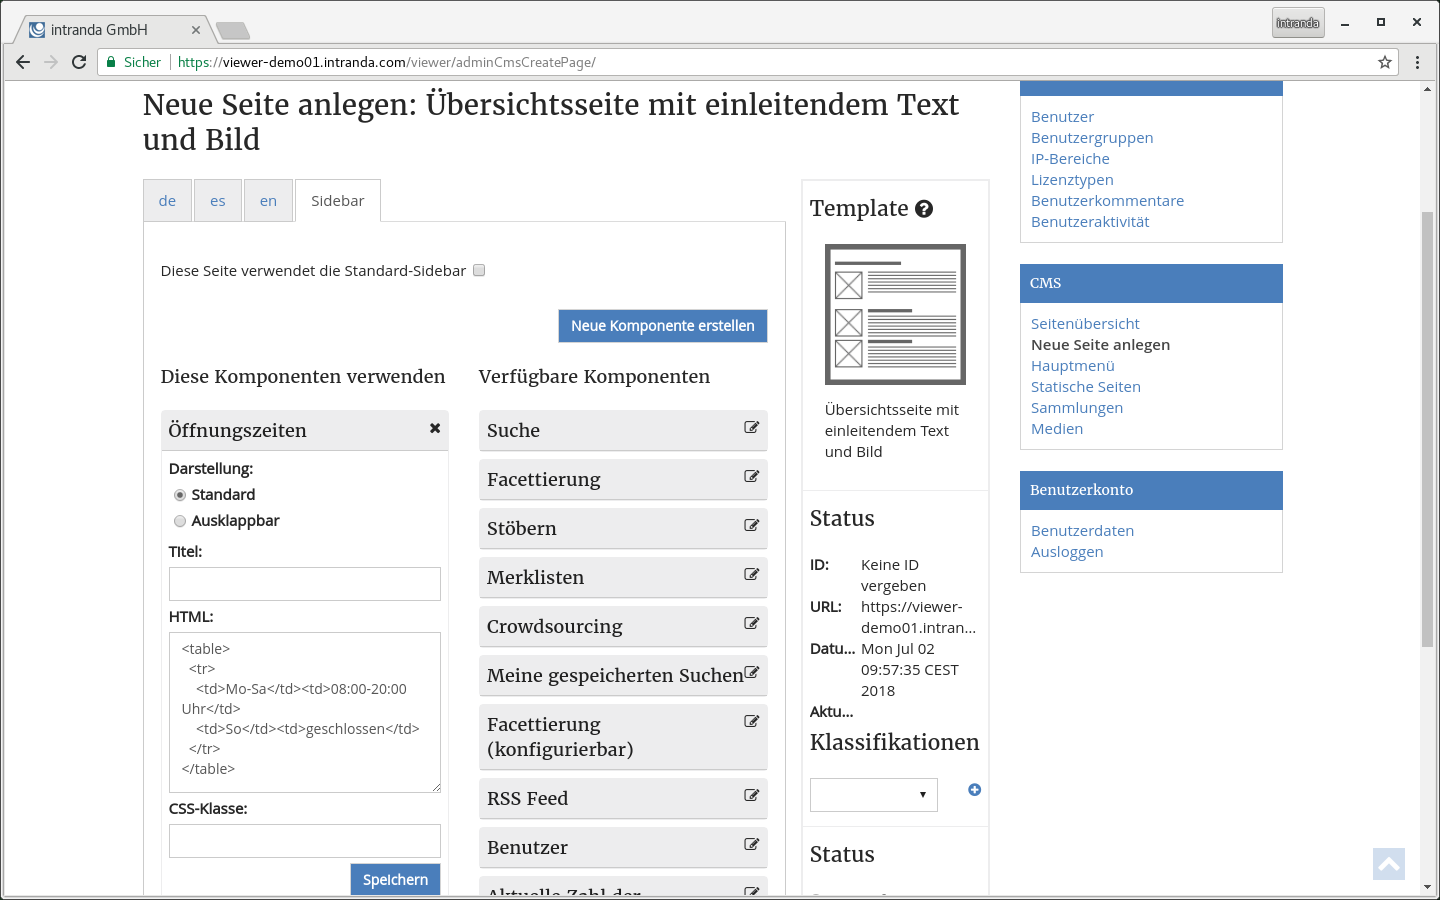 intranda GmbH
intranda
Sicher
https://viewer-demo01.intranda.com/viewer/adminCmsCreatePage/
Neue Seite anlegen: Übersichtsseite mit einleitendem Text
und Bild
de
es
en
Sidebar
Diese Seite verwendet die Standard-Sidebar
Neue Komponente erstellen
Diese Komponenten verwenden
Öffnungszeiten
Darstellung:
Standard
Ausklappbar
TItel:
HTML:
<table>
<tr>
<td>Mo-Sa</td><td>08:00-20:00
Uhr</td>
<td>So</td><td>geschlossen</td>
</tr>
</table>
CSS-Klasse:
Speichern
Verfügbare Komponenten
Suche
Facettierung
Stöbern
Merklisten
Crowdsourcing
Meine gespeicherten Suchen
Facettierung
(konfigurierbar)
RSS Feed
Benutzer
Aktuelle Zahl der
Template
Übersichtsseite mit
einleitendem Text
und Bild
Status
ID: Keine ID
vergeben
URL: https://viewer-
demo01.intran...
Datu... Mon Jul 02
09:57:35 CEST
2018
Aktu...
Klassifikationen
Status
Benutzer
Benutzergruppen
IP-Bereiche
Lizenztypen
Benutzerkommentare
Benutzeraktivität
CMS
Seitenübersicht
Neue Seite anlegen
Hauptmenü
Statische Seiten
Sammlungen
Medien
Benutzerkonto
Benutzerdaten
Ausloggen